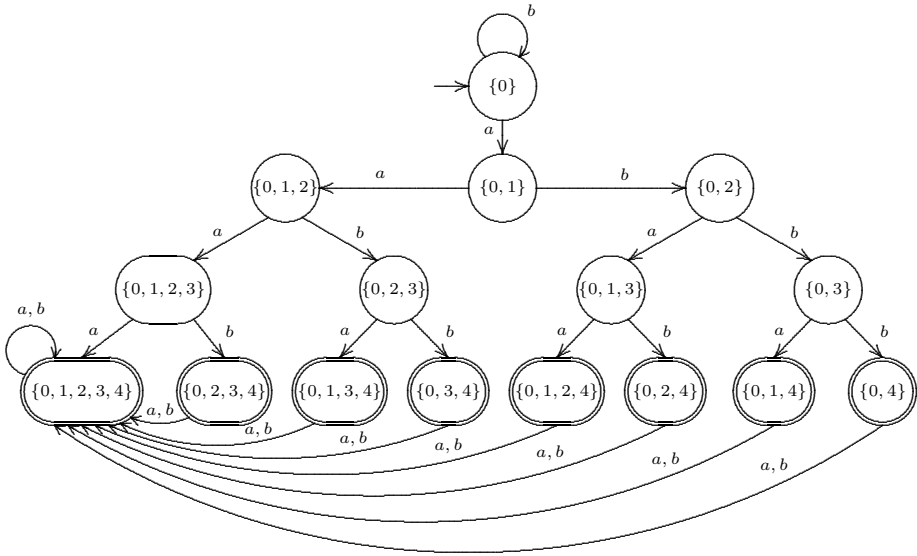 b
{0}
a
{0, 1, 2}
a
{0, 1}
b
{0, 2}
a
b
a
b
{0, 1, 2, 3}
{0, 2, 3}
{0, 1, 3}
{0, 3}
a, b
a
b
a
b
a
b
a
b
{0, 1, 2, 3, 4}
{0, 2, 3, 4}
{0, 1, 3, 4}
{0, 3, 4}
{0, 1, 2, 4}
{0, 2, 4}
{0, 1, 4}
{0, 4}
a, b
a, b
a, b
a, b
a, b
a, b